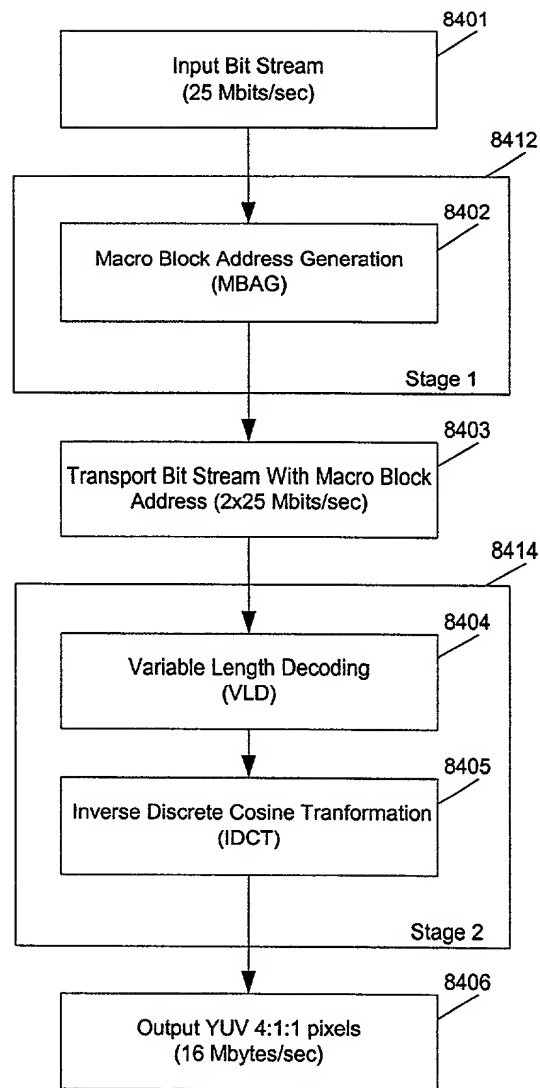 8401
Input Bit Stream
(25 Mbits/sec)
8412
8402
Macro Block Address Generation
(MBAG)
Stage 1
8403
Transport Bit Stream With Macro Block
Address (2x25 Mbits/sec)
8414
8404
Variable Length Decoding
(VLD)
8405
Inverse Discrete Cosine Tranformation
(IDCT)
Stage 2
8406
Output YUV 4:1:1 pixels
(16 Mbytes/sec)